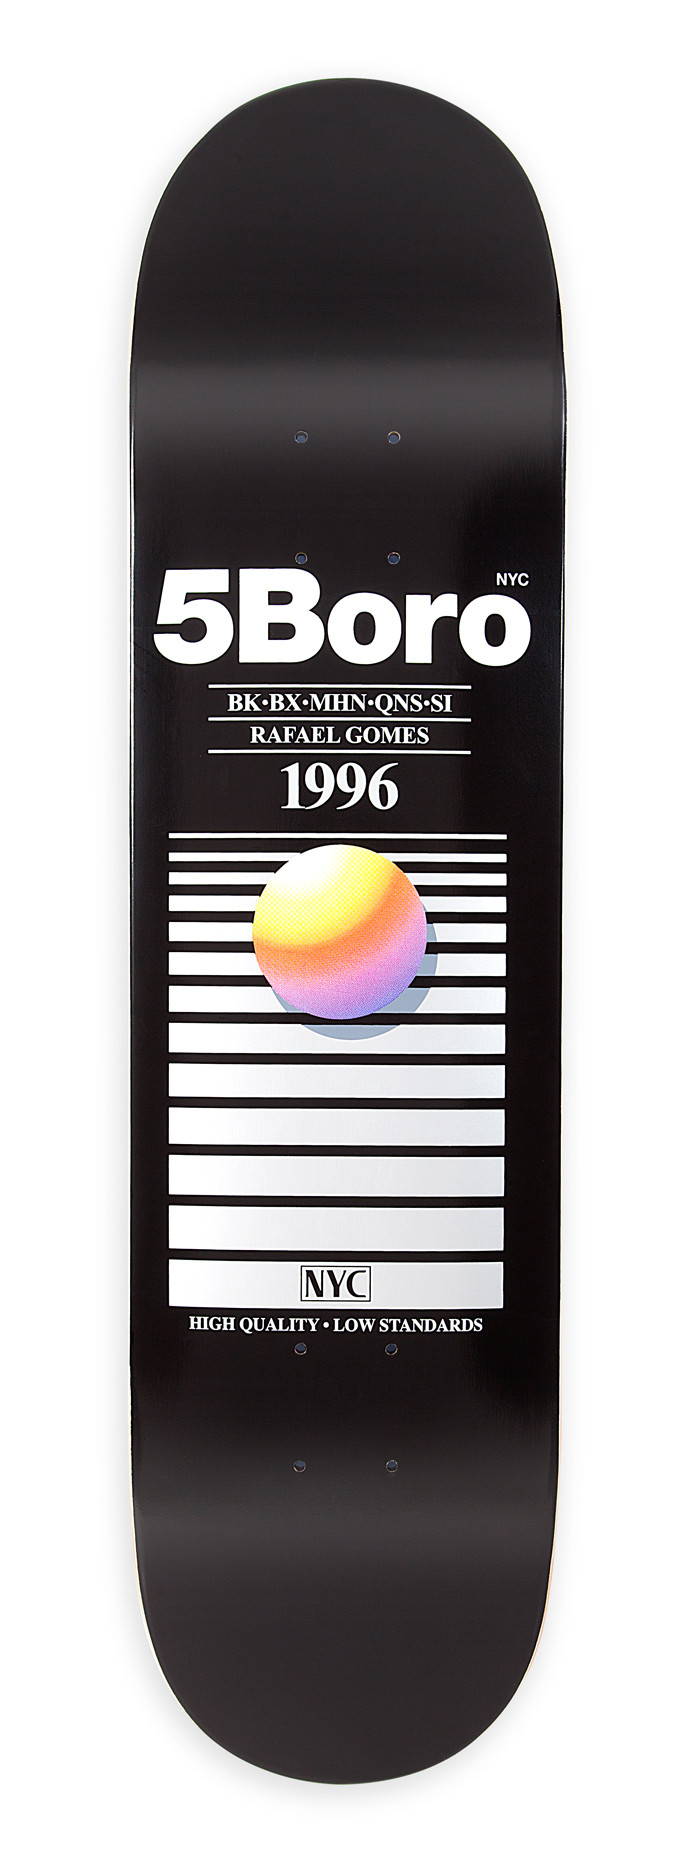 NYC
5Boro
BK•BX•MHN•QNS•SI
RAFAEL GOMES
1996
NYC
HIGH QUALITY • LOW STANDARDS